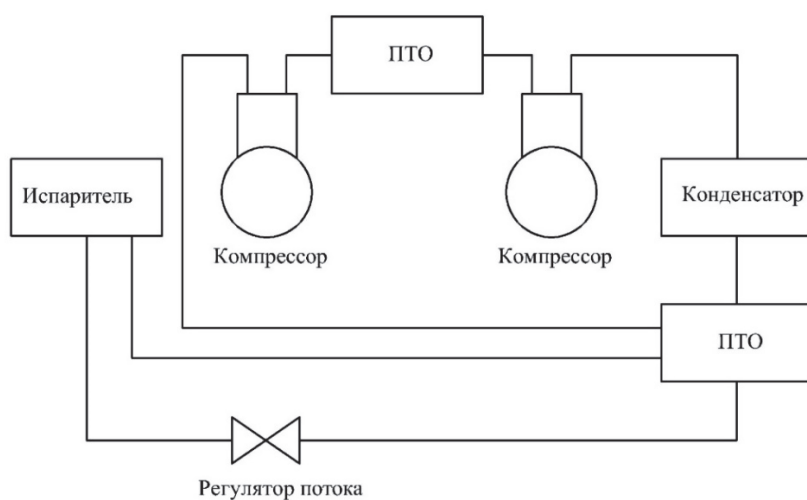 ПТО
Испаритель
Конденсатор
Компрессор
Компрессор
ПТО
Регулятор потока